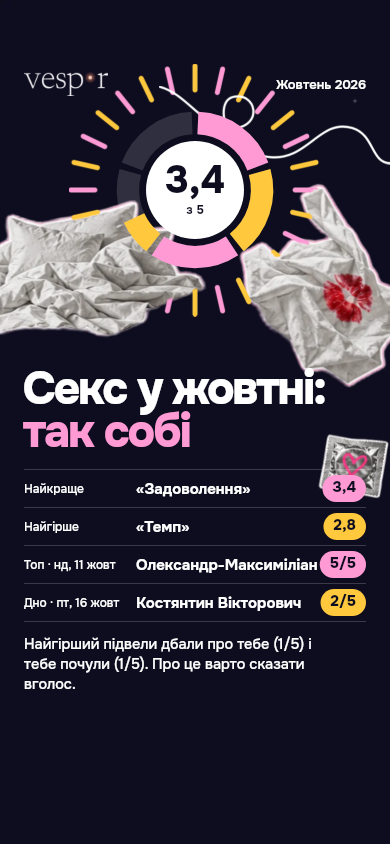 vesper
Жовтень 2026
3,4
з 5
Секс у жовтні:
так собі
Найкраще «Задоволення» 3,4
Найгірше «Темп» 2,8
Топ · нд, 11 жовт Олександр-Максиміліан 5/5
Дно · пт, 16 жовт Костянтин Вікторович 2/5
Найгірший підвели дбали про тебе (1/5) і
тебе почули (1/5). Про це варто сказати
вголос.